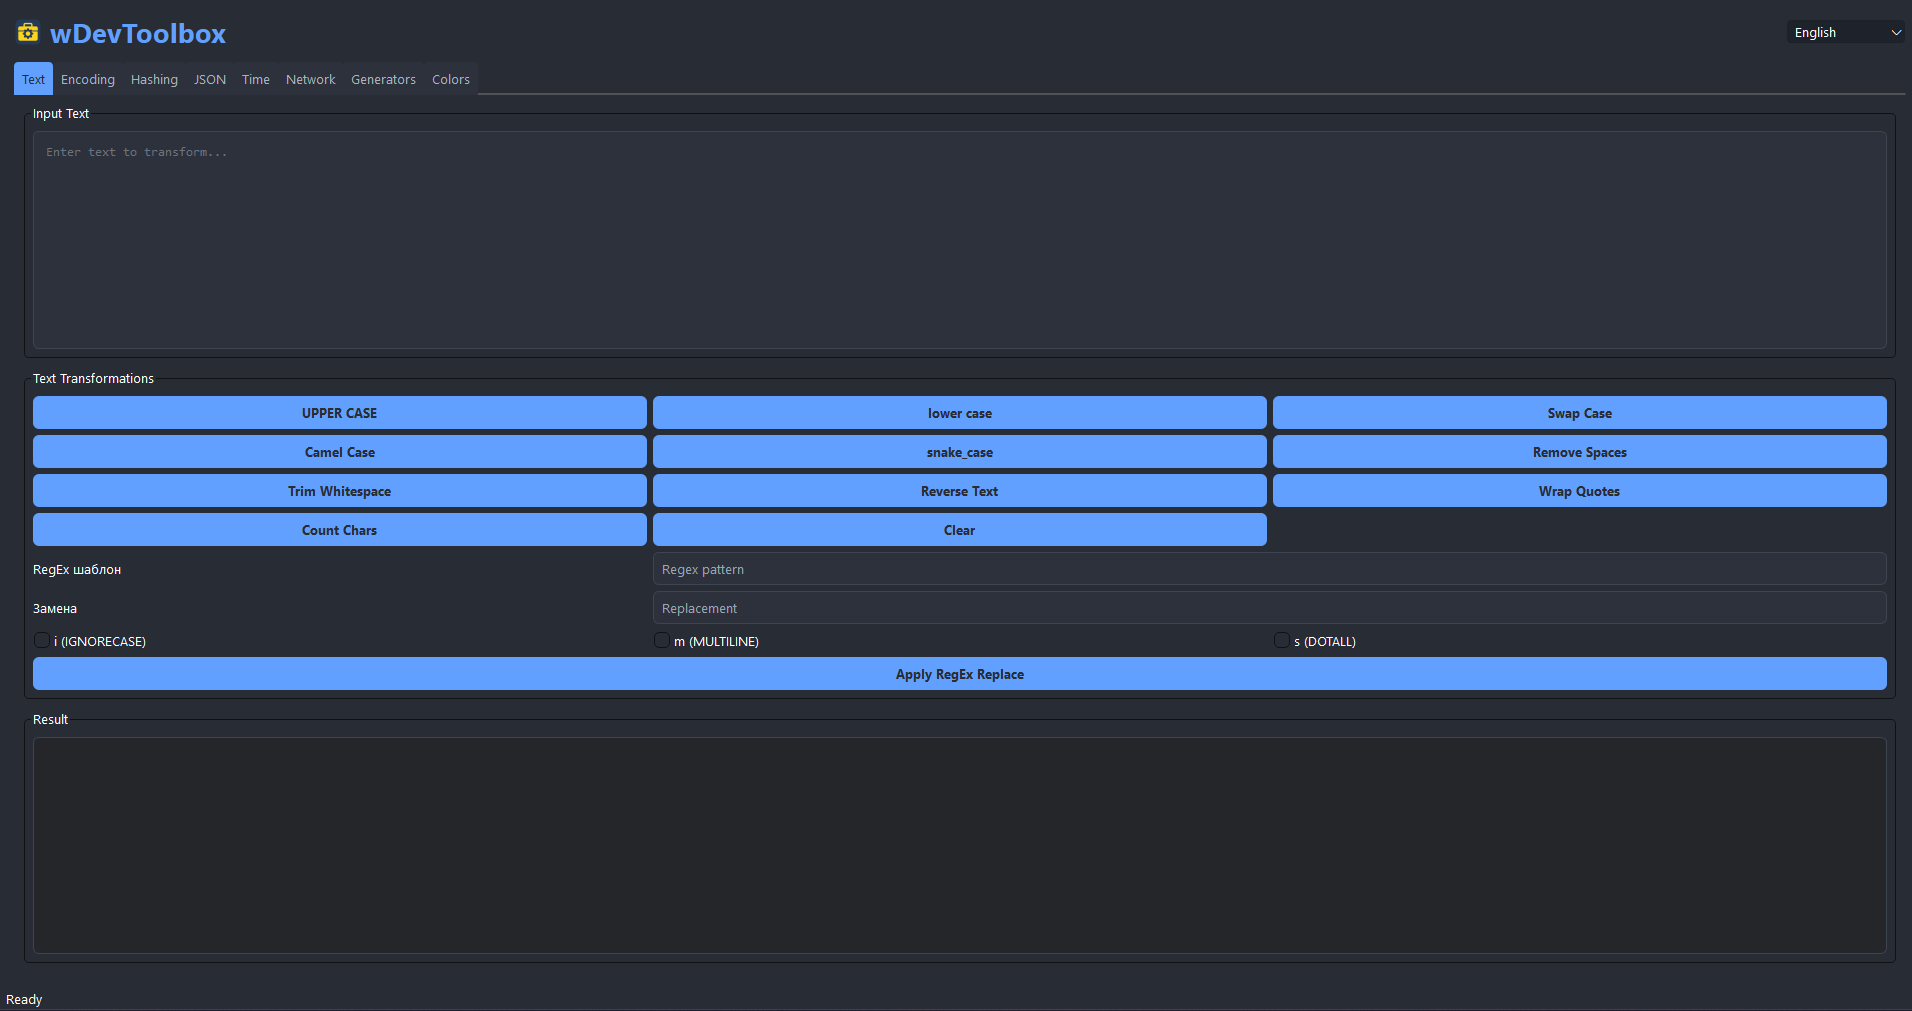 wDevToolbox
English
Text Encoding Hashing JSON Time Network Generators Colors
Input Text
Enter text to transform...
Text Transformations
UPPER CASE lower case Swap Case
Camel Case snake_case Remove Spaces
Trim Whitespace Reverse Text Wrap Quotes
Count Chars Clear
RegEx шаблон Regex pattern
Замена Replacement
i (IGNORECASE) m (MULTILINE) s (DOTALL)
Apply RegEx Replace
Result
Ready